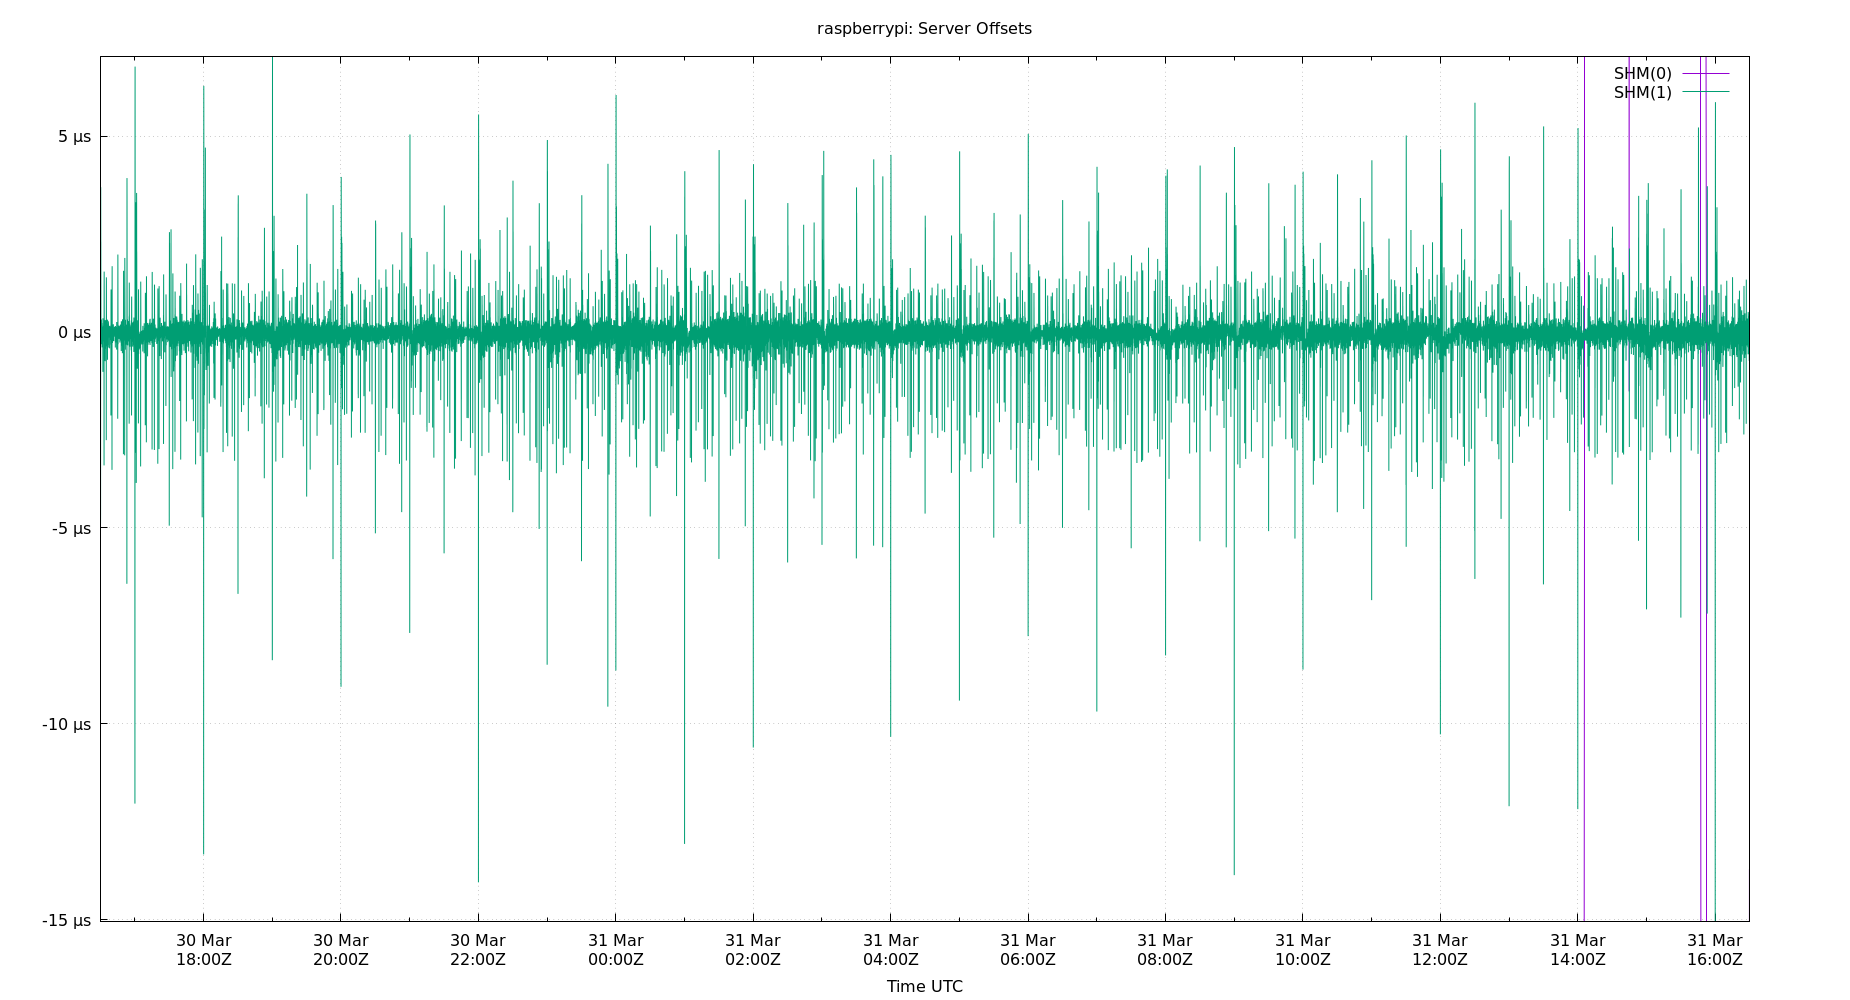 raspberrypi: Server Offsets
SHM(0)
SHM(1)
5 µs
0 µs
-5 µs
-10 µs
-15 µs
30 Mar 30 Mar 30 Mar 31 Mar 31 Mar 31 Mar 31 Mar 31 Mar 31 Mar 31 Mar 31 Mar 31 Mar
18:00Z 20:00Z 22:00Z 00:00Z 02:00Z 04:00Z 06:00Z 08:00Z 10:00Z 12:00Z 14:00Z 16:00Z
Time UTC